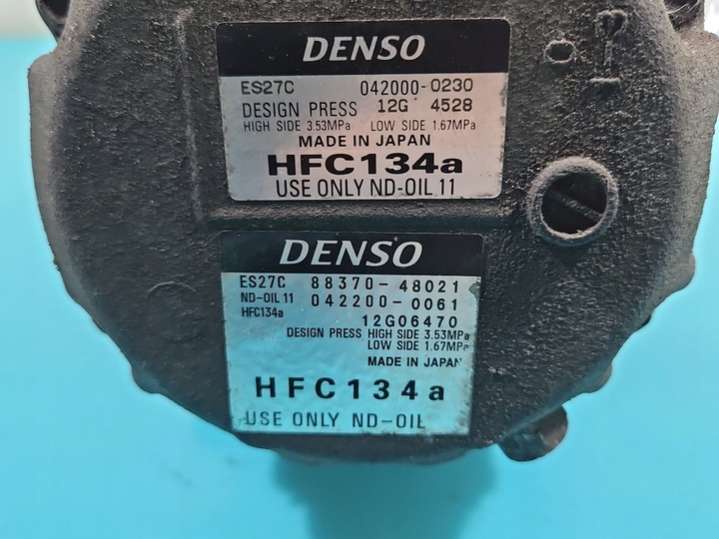 DENSO
ES27C 042000-0230
DESIGN PRESS 12G 4528
HIGH SIDE 3.53MPa LOW SIDE 1.67MPa
MADE IN JAPAN
HFC134a
USE ONLY ND-OIL 11
DENSO
ES27C 88370-48021
ND-OIL 11 042200-0061
HFC134a
12G06470
DESIGN PRESS HIGH SIDE 3.53MPa
LOW SIDE 1.67MPa
MADE IN JAPAN
HFC134a
USE ONLY ND-OIL